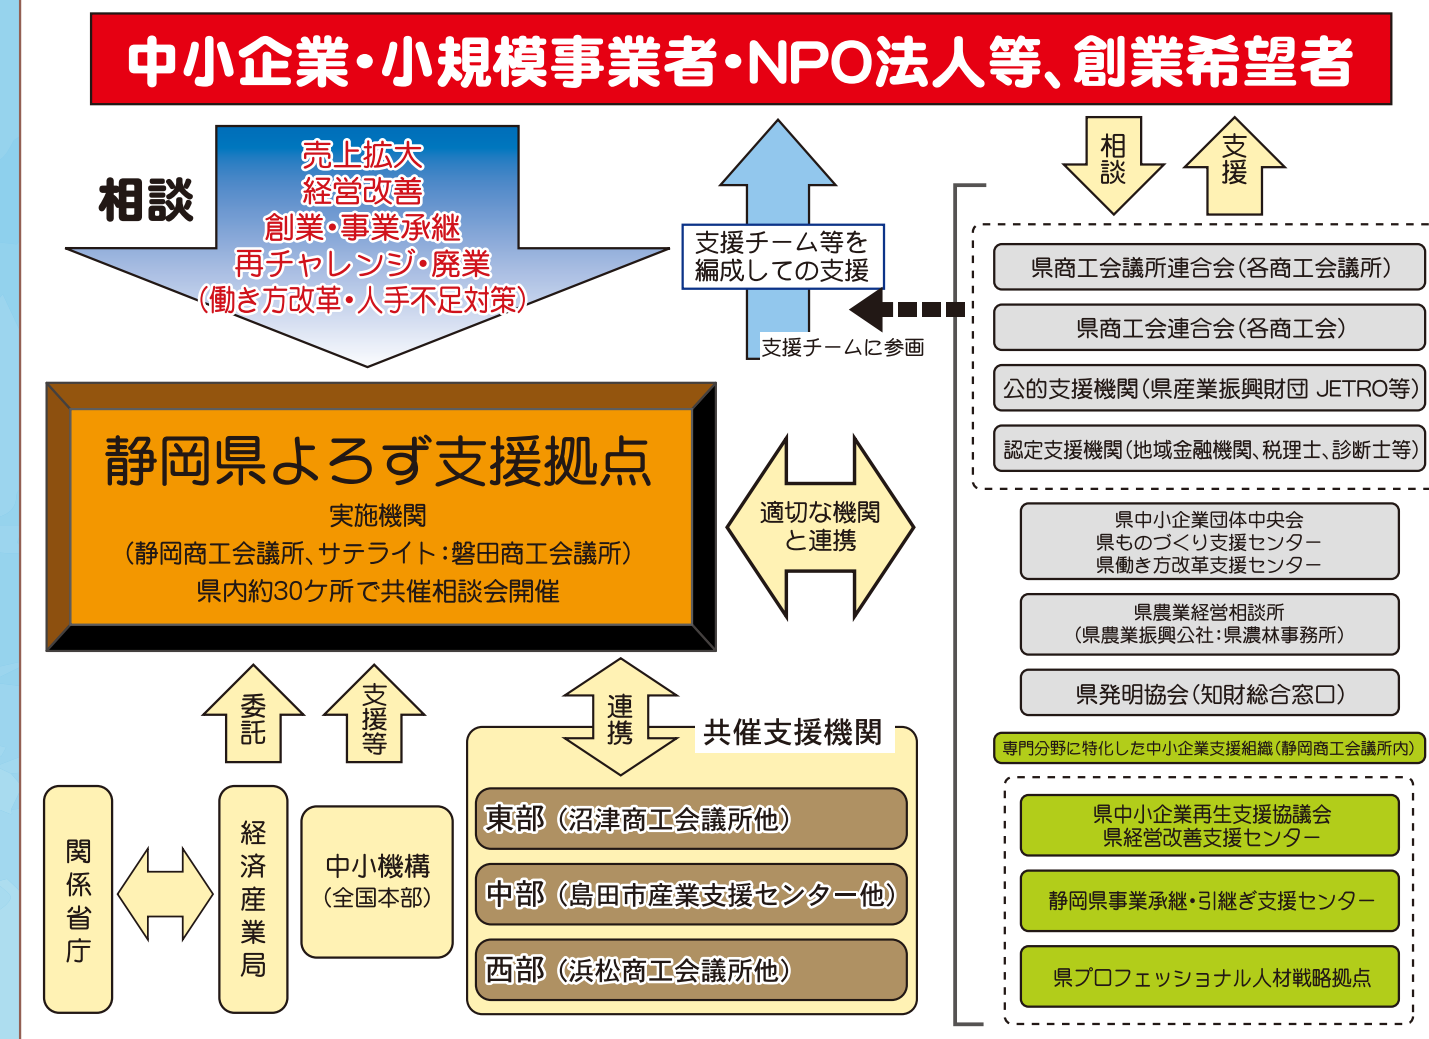 中小企業・小規模事業者・NPO法人等、創業希望者
相談
売上拡大
経営改善
創業・事業承継
再チャレンジ・廃業
（働き方改革・人手不足対策）
支援チーム等を
編成しての支援
支援チームに参画
相談
支援
県商工会議所連合会（各商工会議所）
県商工会連合会（各商工会）
公的支援機関（県産業振興財団 JETRO等）
認定支援機関（地域金融機関、税理士、診断士等）
静岡県よろず支援拠点
実施機関
（静岡商工会議所、サテライト：磐田商工会議所）
県内約30ケ所で共催相談会開催
適切な機関
と連携
県中小企業団体中央会
県ものづくり支援センター
県働き方改革支援センター
県農業経営相談所
（県農業振興公社：県濃林事務所）
県発明協会（知財総合窓口）
専門分野に特化した中小企業支援組織（静岡商工会議所内）
県中小企業再生支援協議会
県経営改善支援センター
静岡県事業承継・引継ぎ支援センター
県プロフェッショナル人材戦略拠点
委託
支援等
連携
共催支援機関
東部（沼津商工会議所他）
中部（島田市産業支援センター他）
西部（浜松商工会議所他）
関係省庁
経済産業局
中小機構
（全国本部）